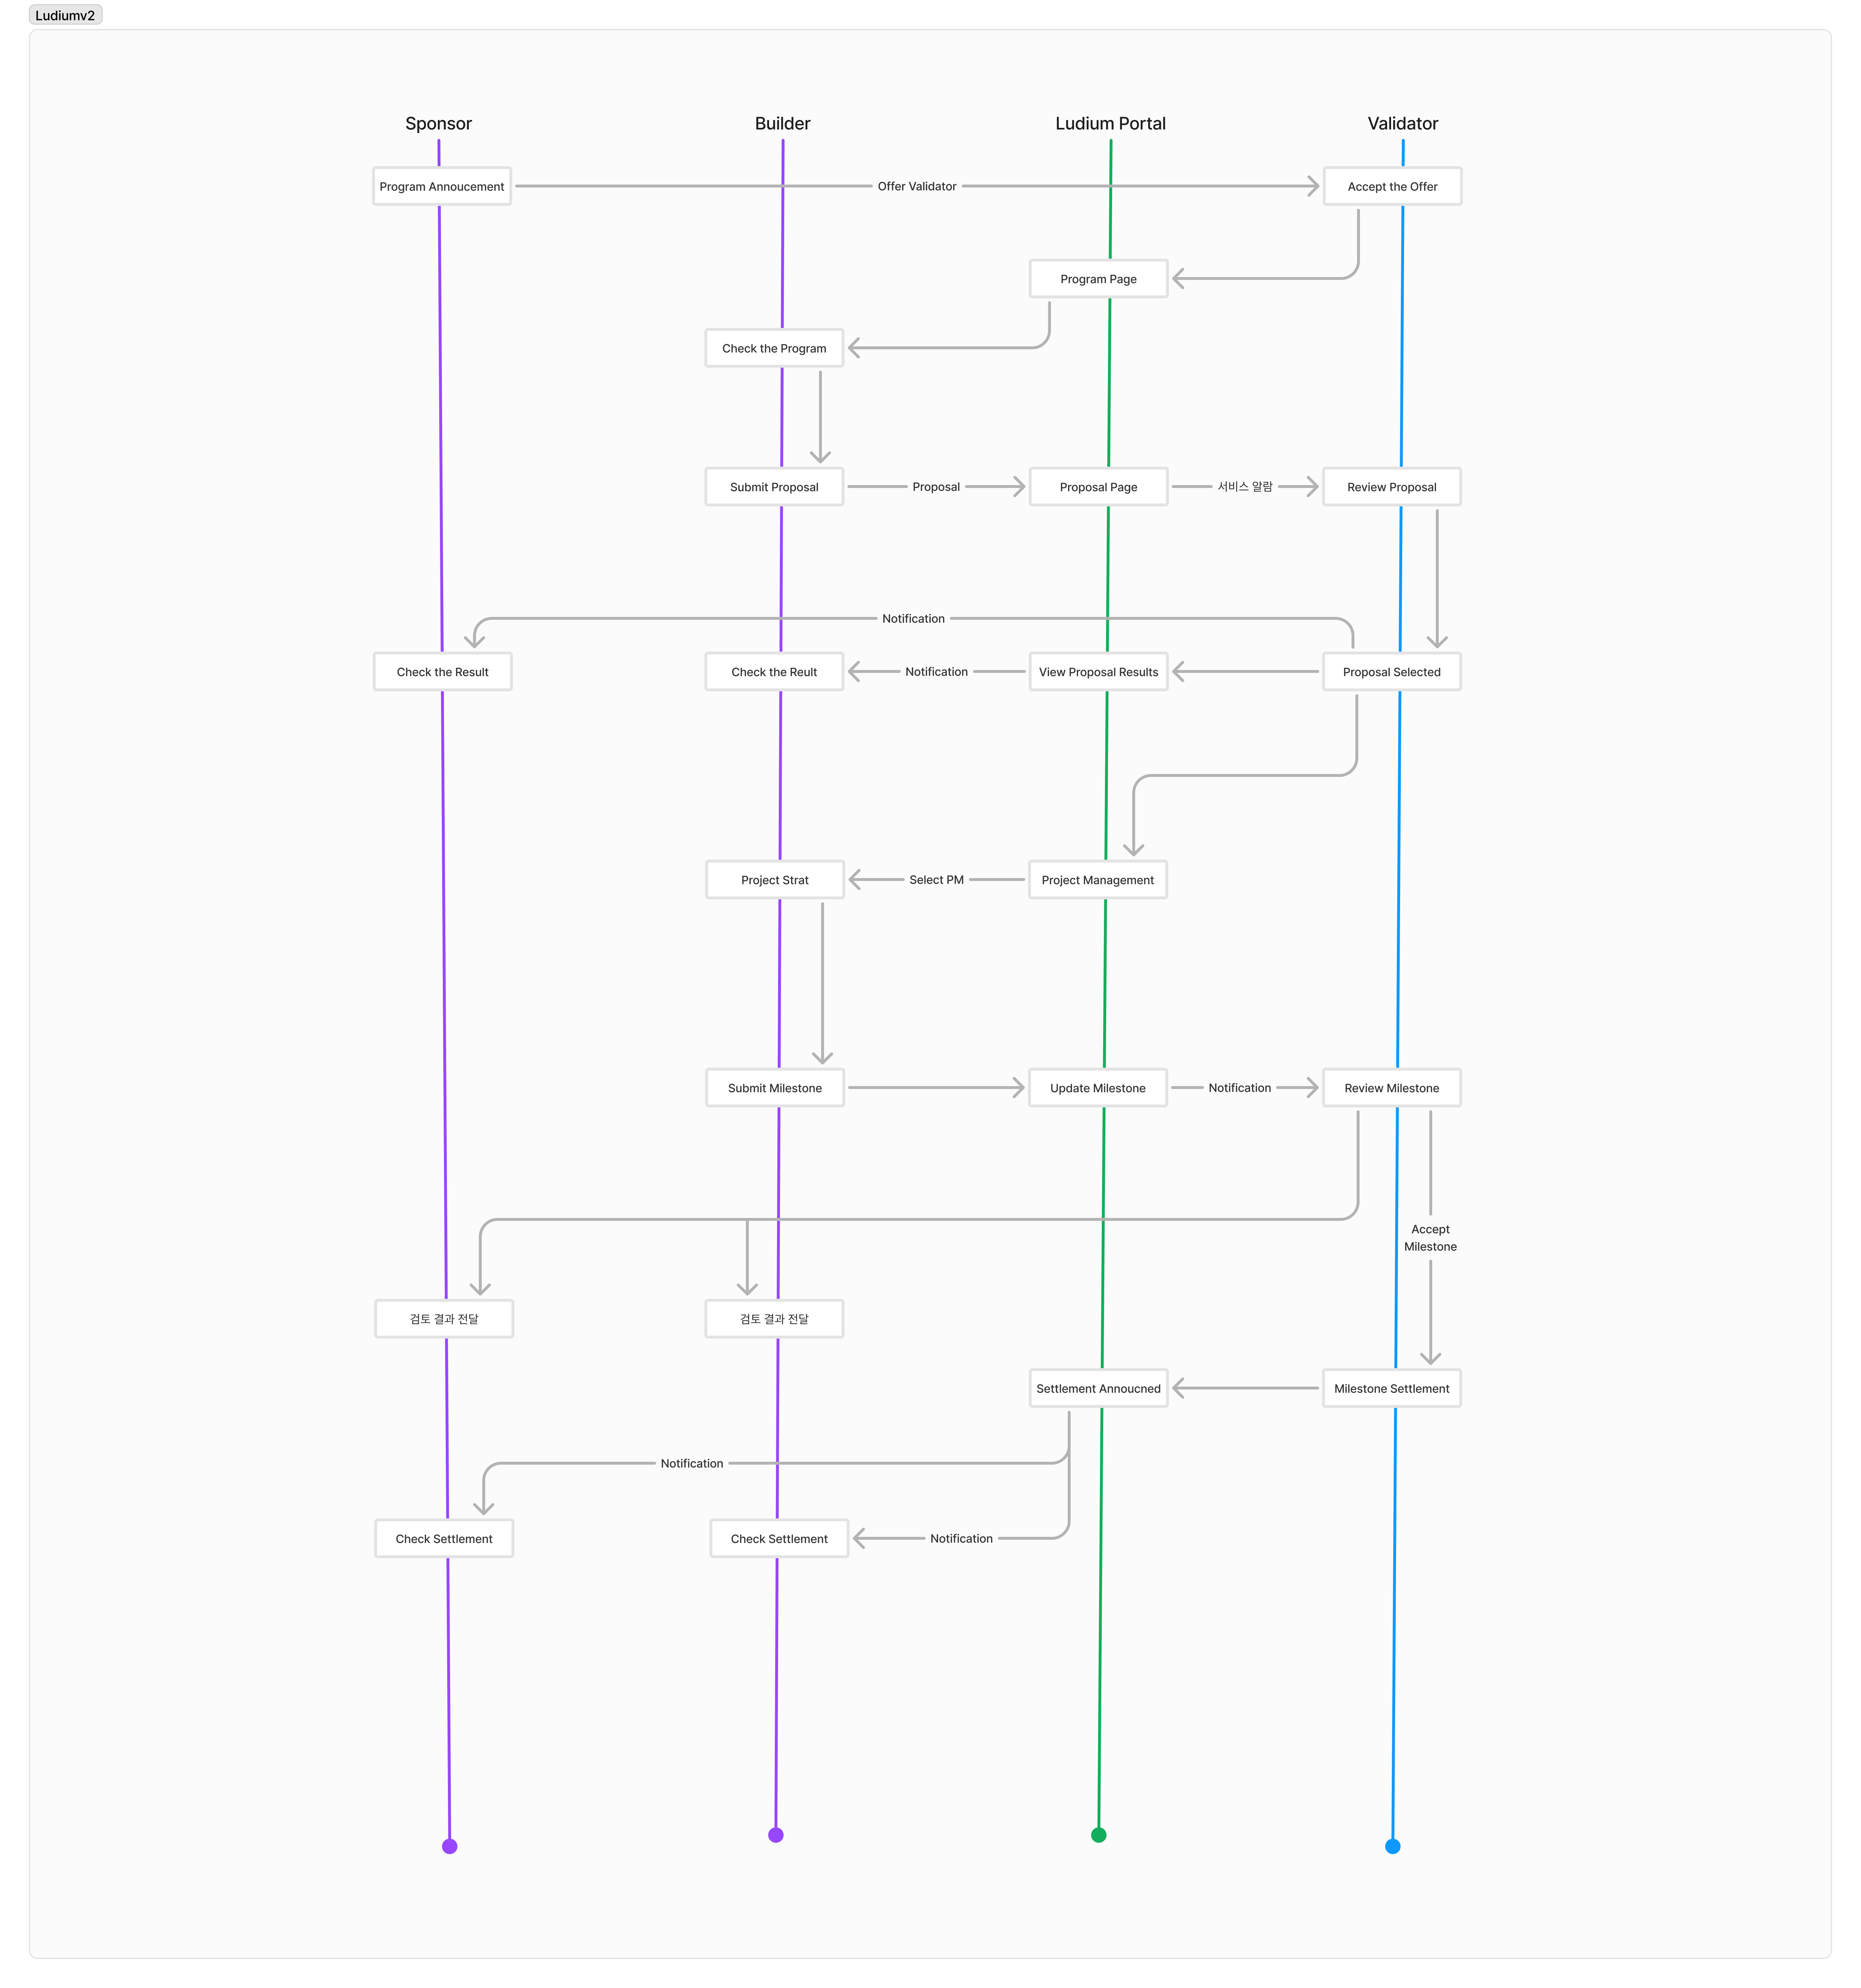 Ludiumv2
Sponsor
Builder
Ludium Portal
Validator
Program Annoucement
Offer Validator
Accept the Offer
Program Page
Check the Program
Submit Proposal
Proposal
Proposal Page
서비스 알람
Review Proposal
Notification
Check the Result
Check the Reult
Notification
View Proposal Results
Proposal Selected
Project Strat
Select PM
Project Management
Submit Milestone
Update Milestone
Notification
Review Milestone
Accept
Milestone
검토 결과 전달
검토 결과 전달
Settlement Annoucned
Milestone Settlement
Notification
Check Settlement
Check Settlement
Notification